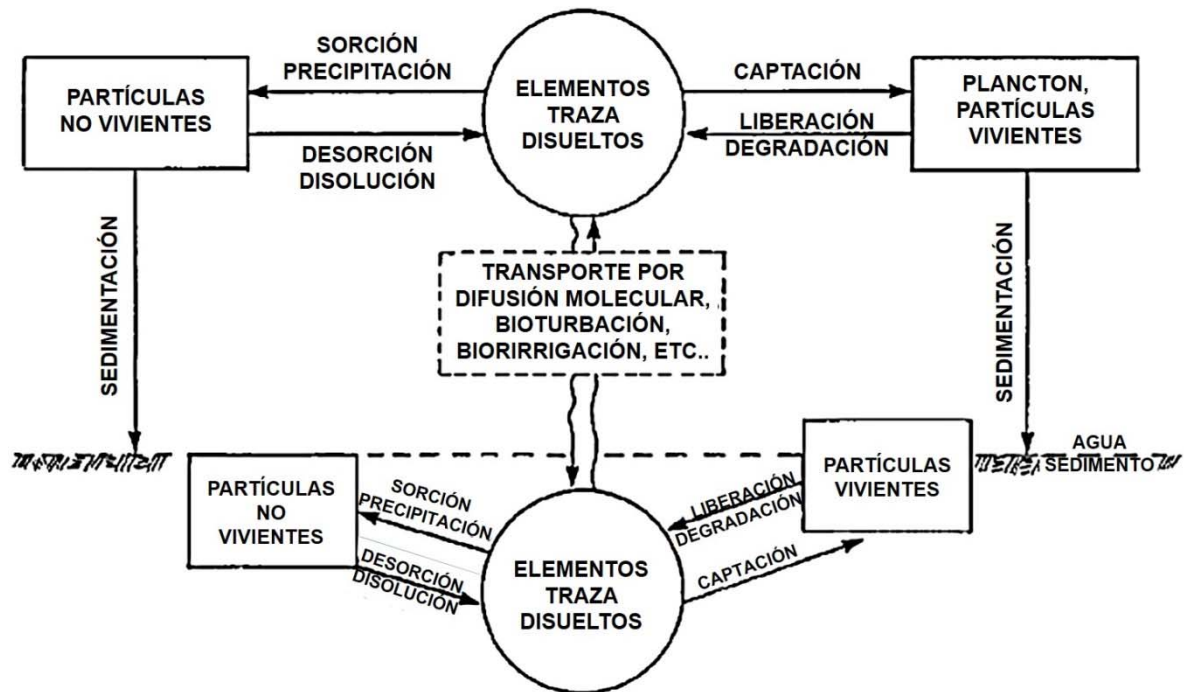 SORCIÓN
PRECIPITACIÓN
PARTÍCULAS
NO VIVIENTES
DESORCIÓN
DISOLUCIÓN
ELEMENTOS
TRAZA
DISUELTOS
CAPTACIÓN
LIBERACIÓN
DEGRADACIÓN
PLANCTON,
PARTÍCULAS
VIVIENTES
SEDIMENTACIÓN
TRANSPORTE POR
DIFUSIÓN MOLECULAR,
BIOTURBACIÓN,
BIORIRRIGACIÓN, ETC..
SEDIMENTACIÓN
AGUA
SEDIMENTO
PARTÍCULAS
NO
VIVIENTES
SORCIÓN
PRECIPITACIÓN
DESORCIÓN
DISOLUCIÓN
ELEMENTOS
TRAZA
DISUELTOS
LIBERACIÓN
DEGRADACIÓN
CAPTACIÓN
PARTÍCULAS
VIVIENTES